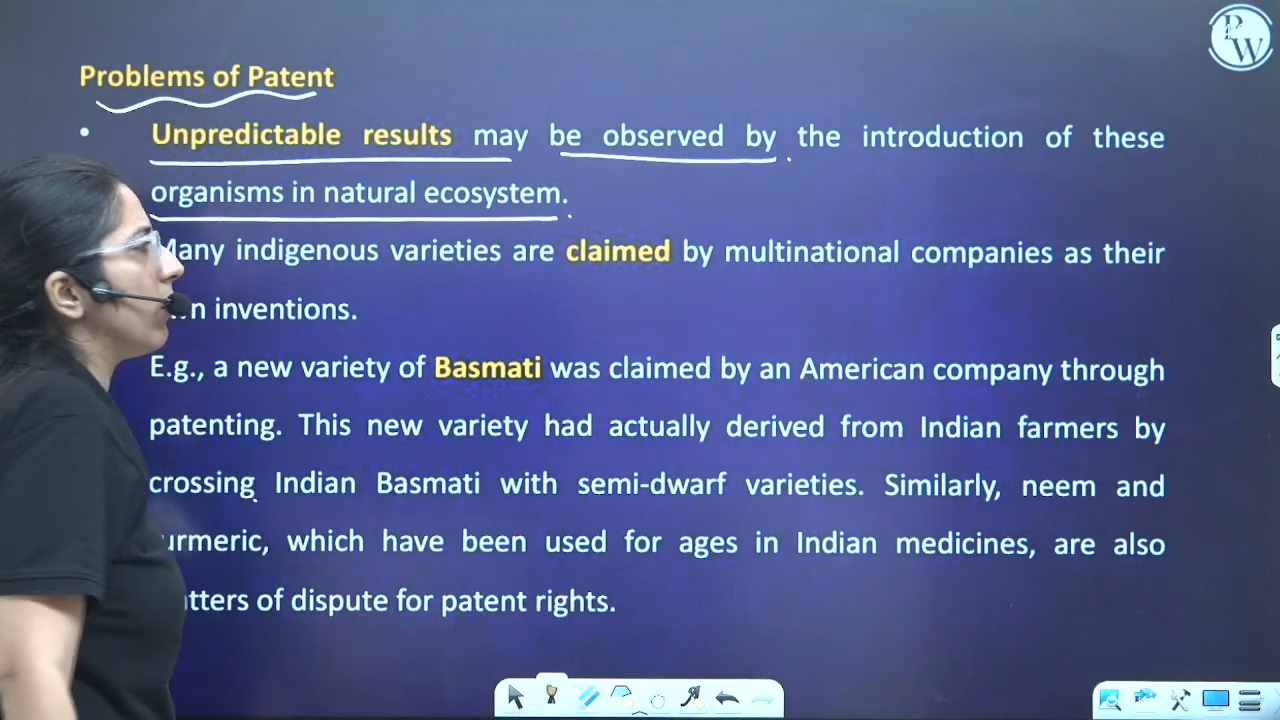 PW
Problems of Patent
• Unpredictable results may be observed by the introduction of these
organisms in natural ecosystem.
Many indigenous varieties are claimed by multinational companies as their
inventions.
E.g., a new variety of Basmati was claimed by an American company through
patenting. This new variety had actually derived from Indian farmers by
crossing Indian Basmati with semi-dwarf varieties. Similarly, neem and
turmeric, which have been used for ages in Indian medicines, are also
matters of dispute for patent rights.